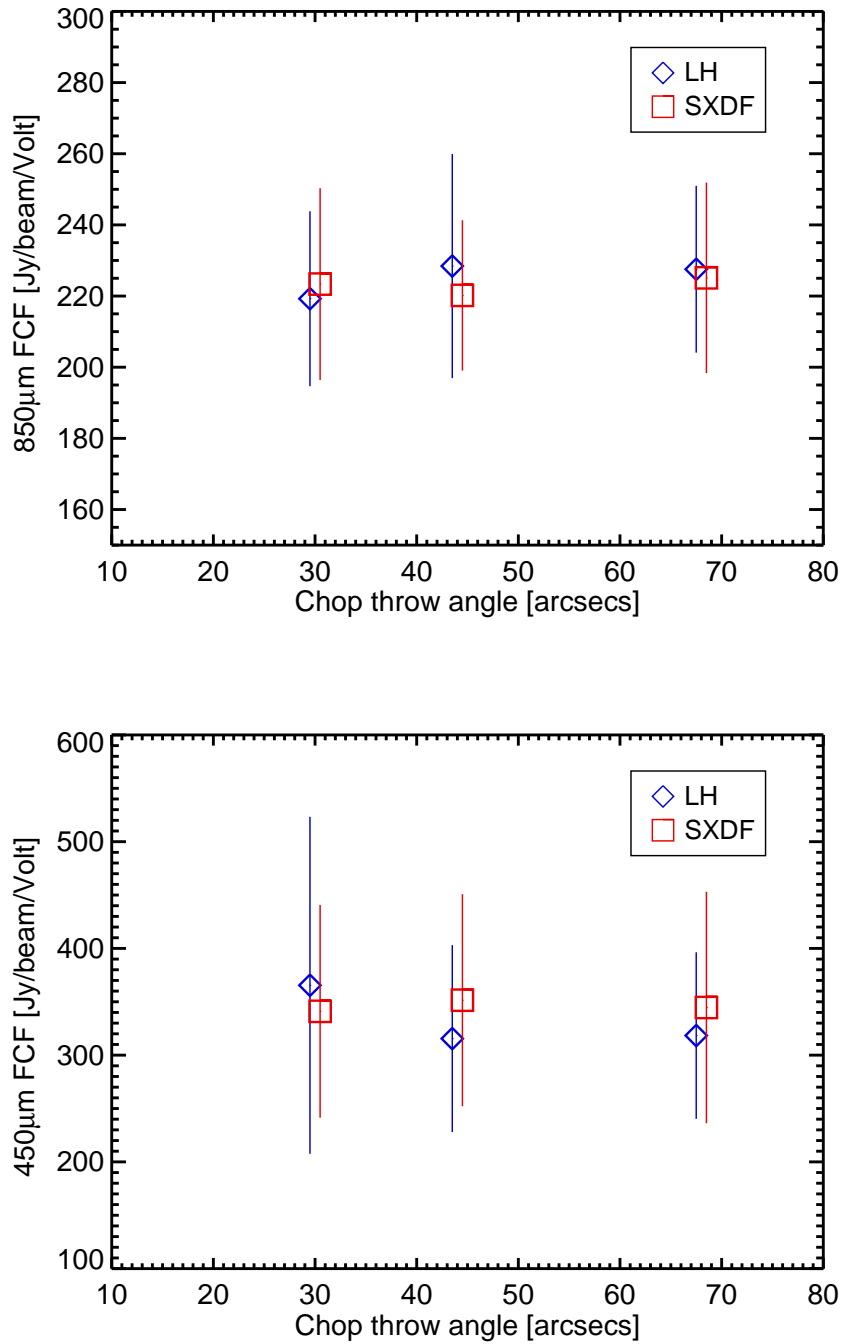 300
280
260
240
220
200
180
160
850μm FCF [Jy/beam/Volt]
LH
SXDF
10 20 30 40 50 60 70 80
Chop throw angle [arcsecs]
600
500
400
300
200
100
450μm FCF [Jy/beam/Volt]
LH
SXDF
10 20 30 40 50 60 70 80
Chop throw angle [arcsecs]